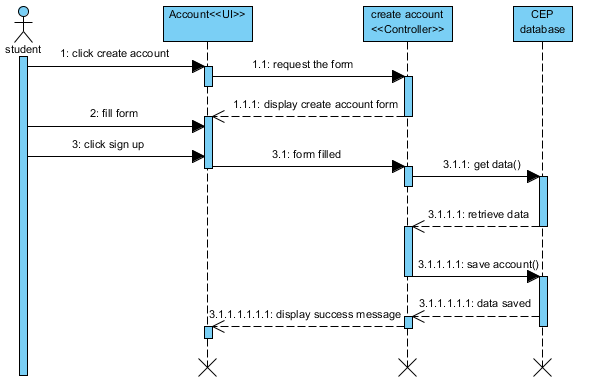 student
Account<<UI>>
create account
<<Controller>>
CEP
database
1: click create account
1.1: request the form
1.1.1: display create account form
2: fill form
3: click sign up
3.1: form filled
3.1.1: get data()
3.1.1.1: retrieve data
3.1.1.1.1: save account()
3.1.1.1.1.1: data saved
3.1.1.1.1.1.1: display success message